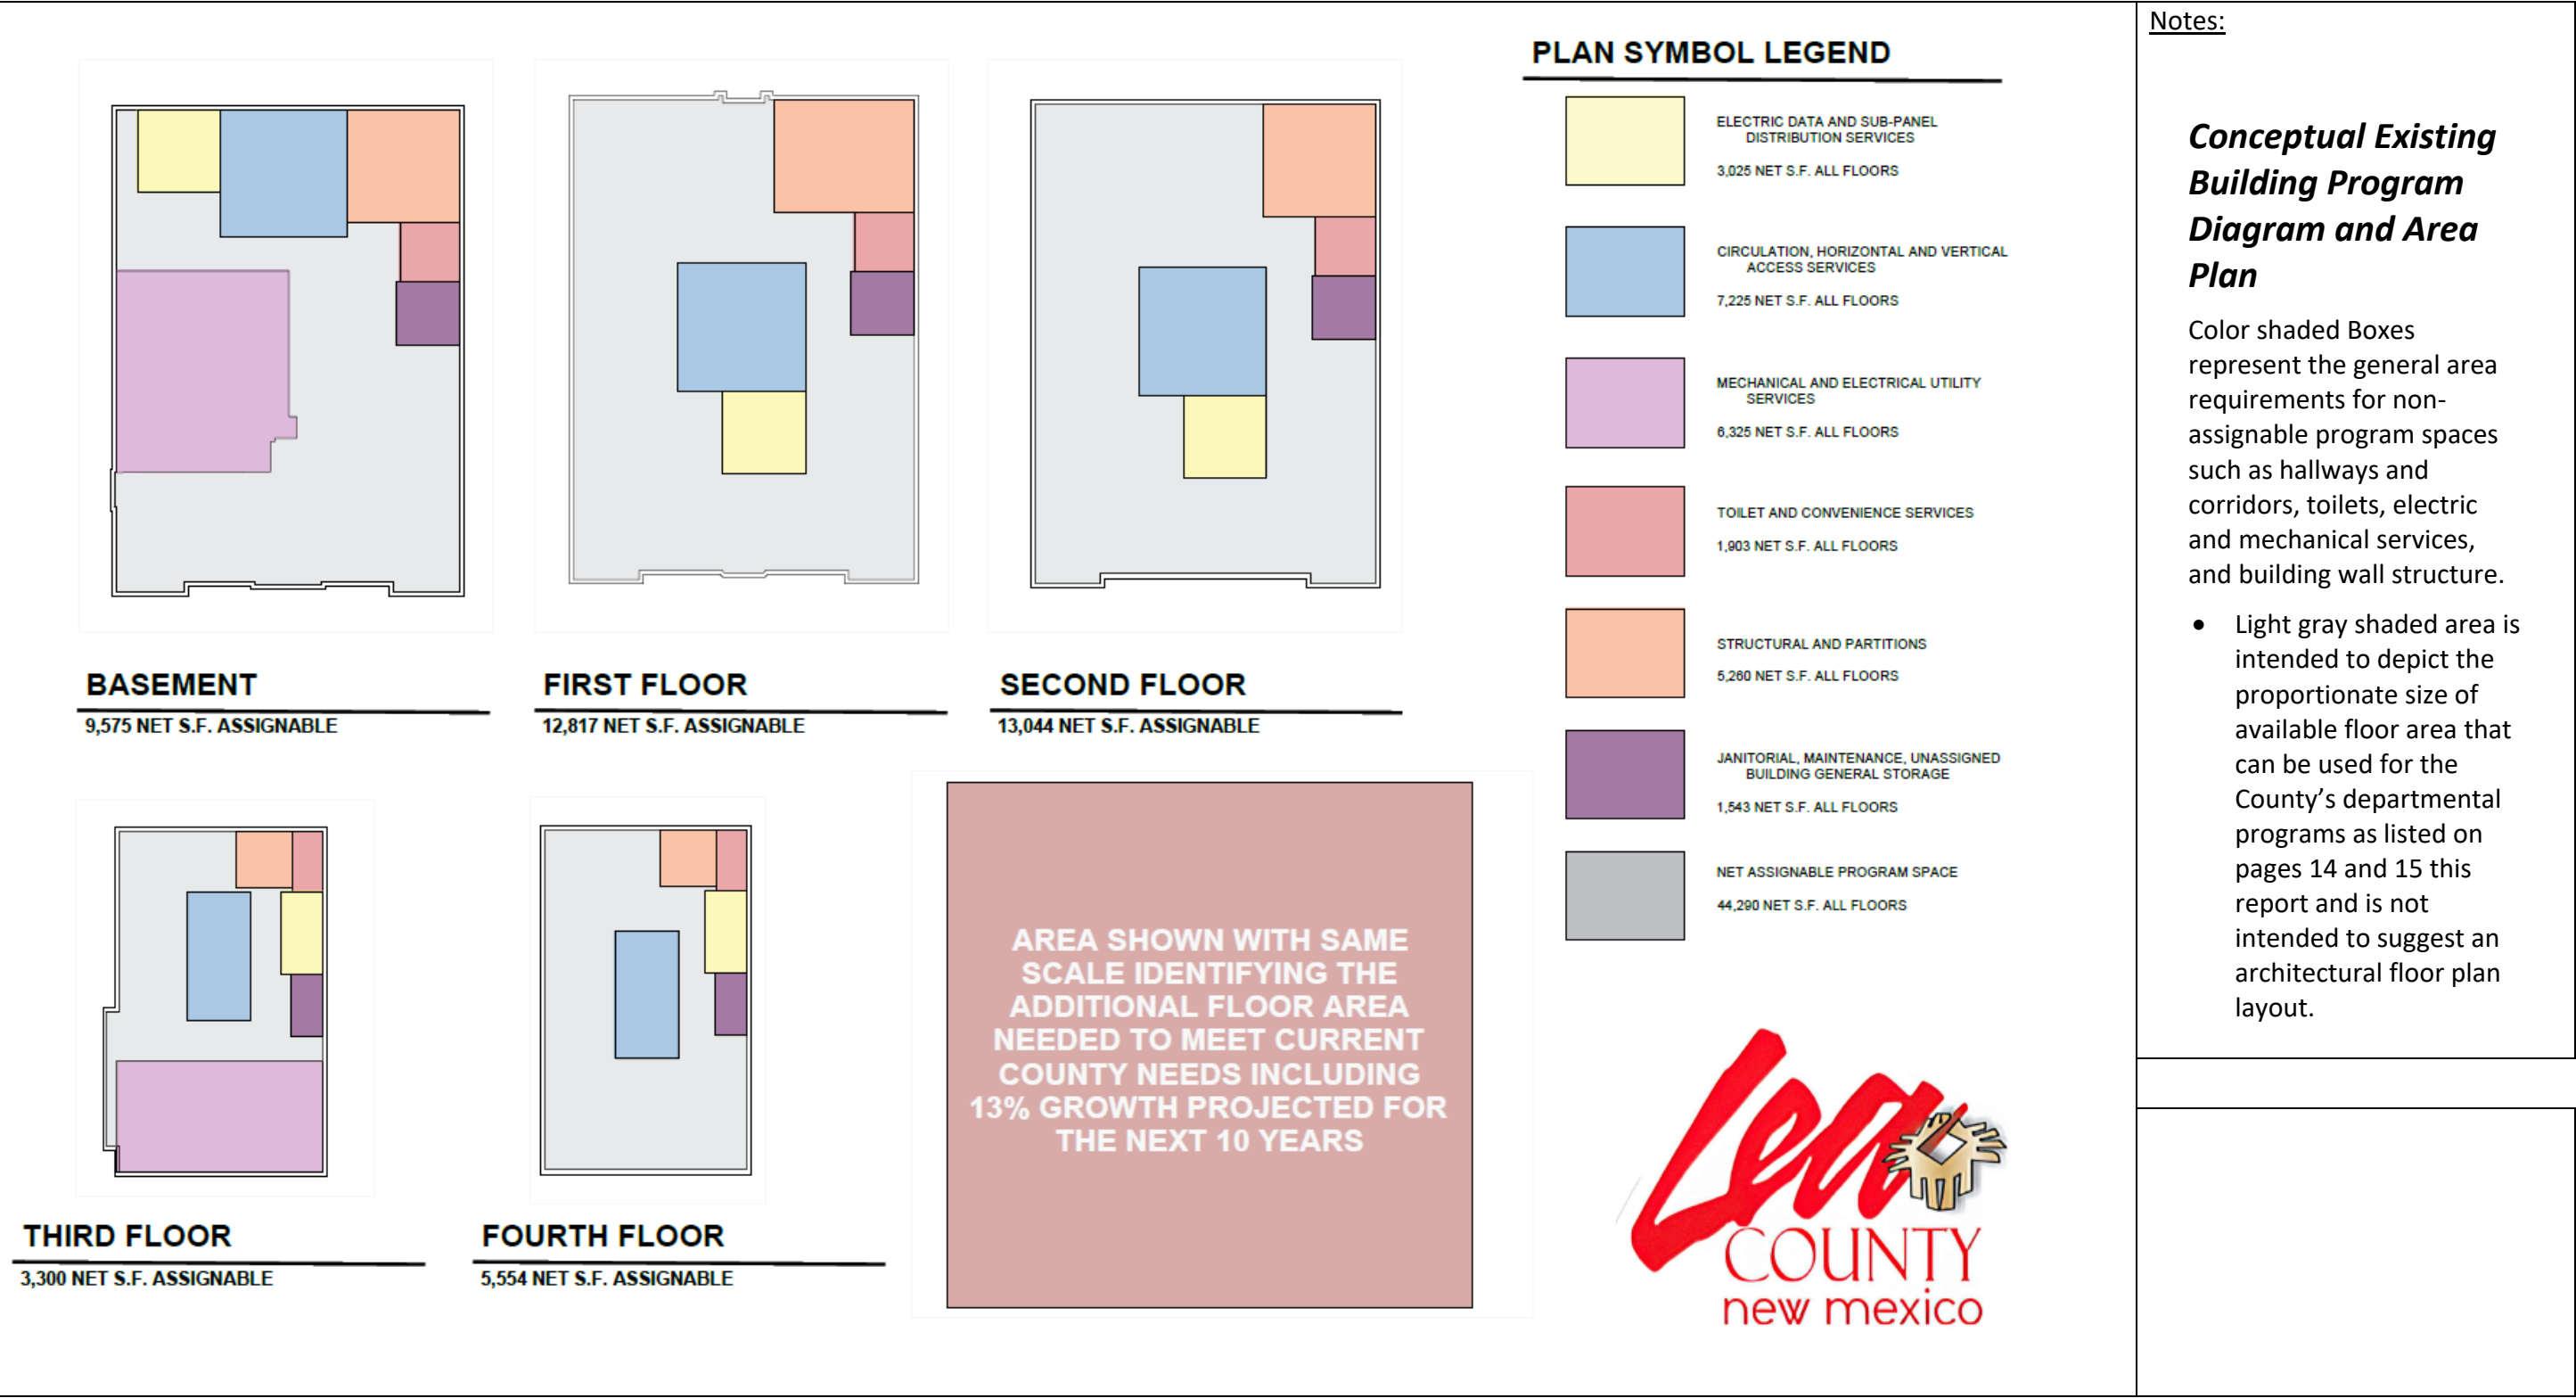 BASEMENT
9,575 NET S.F. ASSIGNABLE
FIRST FLOOR
12,817 NET S.F. ASSIGNABLE
SECOND FLOOR
13,044 NET S.F. ASSIGNABLE
THIRD FLOOR
3,300 NET S.F. ASSIGNABLE
FOURTH FLOOR
5,554 NET S.F. ASSIGNABLE
AREA SHOWN WITH SAME
SCALE IDENTIFYING THE
ADDITIONAL FLOOR AREA
NEEDED TO MEET CURRENT
COUNTY NEEDS INCLUDING
13% GROWTH PROJECTED FOR
THE NEXT 10 YEARS
PLAN SYMBOL LEGEND
ELECTRIC DATA AND SUB-PANEL
DISTRIBUTION SERVICES
3,025 NET S.F. ALL FLOORS
CIRCULATION, HORIZONTAL AND VERTICAL
ACCESS SERVICES
7,225 NET S.F. ALL FLOORS
MECHANICAL AND ELECTRICAL UTILITY
SERVICES
6,325 NET S.F. ALL FLOORS
TOILET AND CONVENIENCE SERVICES
1,903 NET S.F. ALL FLOORS
STRUCTURAL AND PARTITIONS
5,260 NET S.F. ALL FLOORS
JANITORIAL, MAINTENANCE, UNASSIGNED
BUILDING GENERAL STORAGE
1,543 NET S.F. ALL FLOORS
NET ASSIGNABLE PROGRAM SPACE
44,290 NET S.F. ALL FLOORS
Lea
COUNTY
new mexico
Notes:
Conceptual Existing
Building Program
Diagram and Area
Plan
Color shaded Boxes
represent the general area
requirements for non-
assignable program spaces
such as hallways and
corridors, toilets, electric
and mechanical services,
and building wall structure.
• Light gray shaded area is
intended to depict the
proportionate size of
available floor area that
can be used for the
County’s departmental
programs as listed on
pages 14 and 15 this
report and is not
intended to suggest an
architectural floor plan
layout.